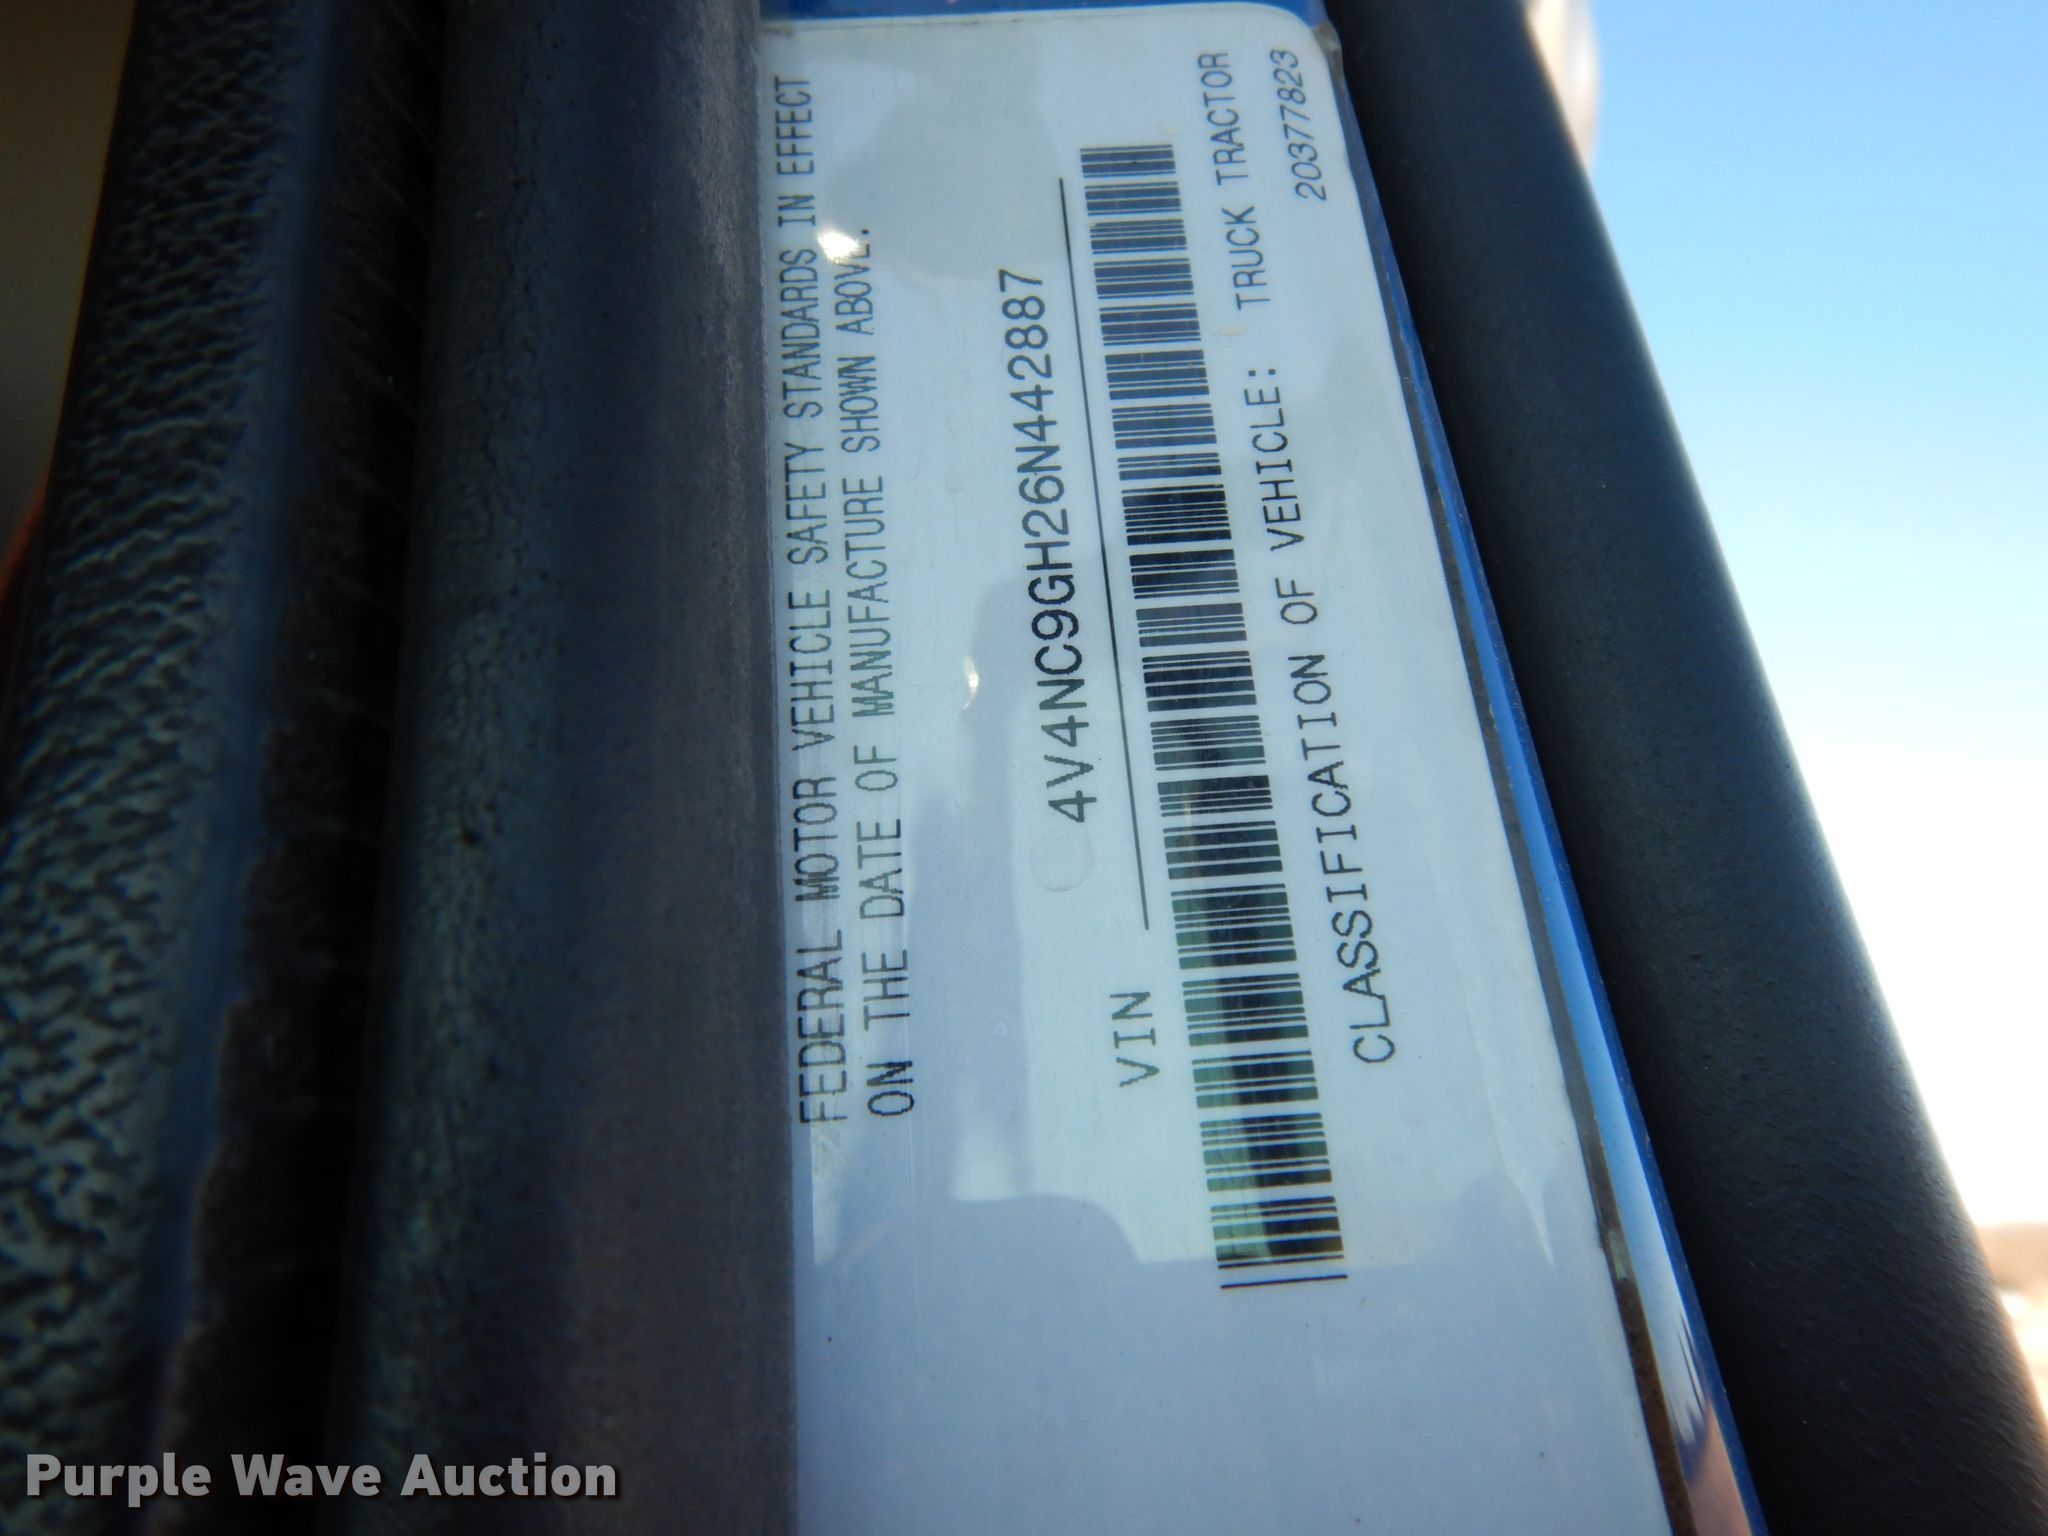 FEDERAL MOTOR VEHICLE SAFETY STANDARDS IN EFFECT
ON THE DATE OF MANUFACTURE SHOWN ABOVE.
VIN 4V4NC9GH26N442887
CLASSIFICATION OF VEHICLE: TRUCK TRACTOR
20377823
Purple Wave Auction